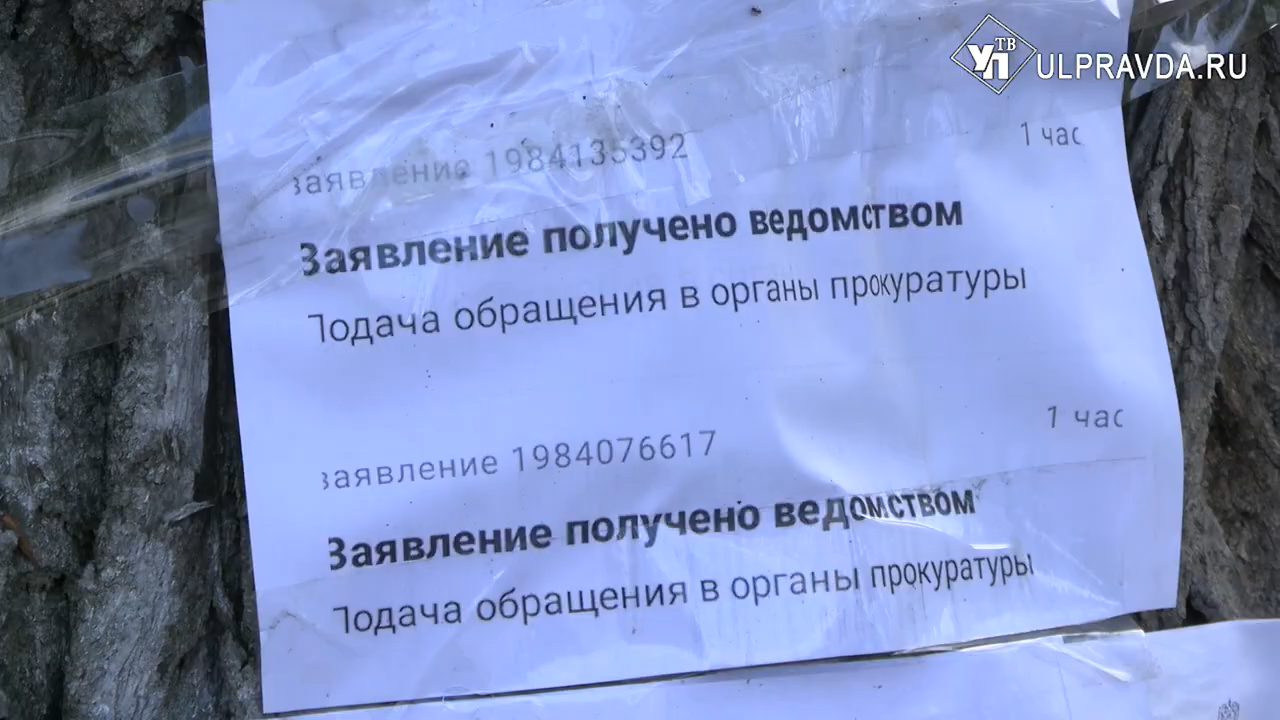 УП ТВ ULPRAVDA.RU
заявление 1984135392 1 час
Заявление получено ведомством
Подача обращения в органы прокуратуры
заявление 1984076617 1 час
Заявление получено ведомством
Подача обращения в органы прокуратуры